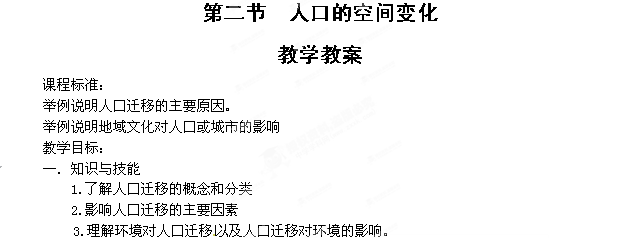 第二节　人口的空间变化
教学教案
课程标准：
举例说明人口迁移的主要原因。
举例说明地域文化对人口或城市的影响
教学目标：
一．知识与技能
1.了解人口迁移的概念和分类
2.影响人口迁移的主要因素
3.理解环境对人口迁移以及人口迁移对环境的影响。